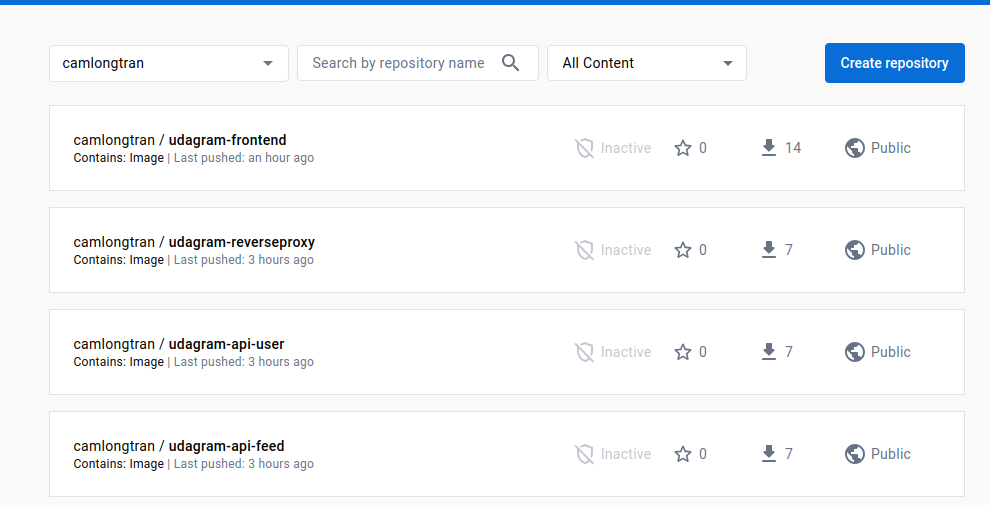 camlongtran
Search by repository name
All Content
Create repository
camlongtran / udagram-frontend
Contains: Image | Last pushed: an hour ago
Inactive
0
14
Public
camlongtran / udagram-reverseproxy
Contains: Image | Last pushed: 3 hours ago
Inactive
0
7
Public
camlongtran / udagram-api-user
Contains: Image | Last pushed: 3 hours ago
Inactive
0
7
Public
camlongtran / udagram-api-feed
Contains: Image | Last pushed: 3 hours ago
Inactive
0
7
Public